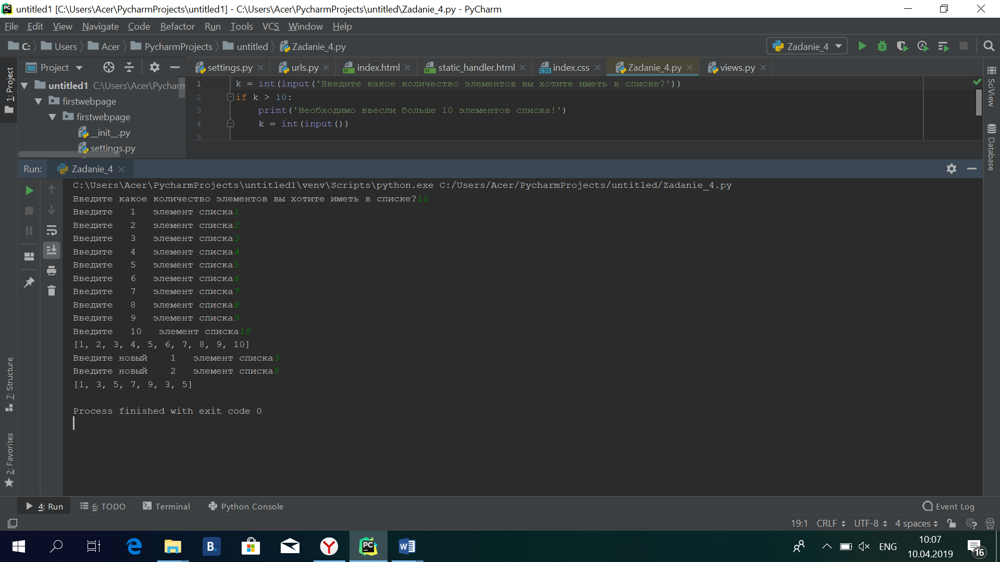 untitled1 [C:\Users\Acer\PycharmProjects\untitled1] - C:\Users\Acer\PycharmProjects\untitled\Zadanie_4.py - PyCharm
File Edit View Navigate Code Refactor Run Tools VCS Window Help
C: Users Acer PycharmProjects untitled Zadanie_4.py Zadanie_4
Project settings.py urls.py index.html static_handler.html index.css Zadanie_4.py views.py
1: Project
untitled1 C:\Users\Acer\Pycharm
firstwebpage
firstwebpage
__init__.py
settings.py
1 k = int(input('Введите какое количество элементов вы хотите иметь в списке?'))
2 if k > 10:
3 print('Необходимо ввесли больше 10 элементов списка!')
4 k = int(input())
5
SciView
Database
Run: Zadanie_4
C:\Users\Acer\PycharmProjects\untitled1\venv\Scripts\python.exe C:/Users/Acer/PycharmProjects/untitled/Zadanie_4.py
Введите какое количество элементов вы хотите иметь в списке?10
Введите 1 элемент списка1
Введите 2 элемент списка2
Введите 3 элемент списка3
Введите 4 элемент списка4
Введите 5 элемент списка5
Введите 6 элемент списка6
Введите 7 элемент списка7
Введите 8 элемент списка8
Введите 9 элемент списка9
Введите 10 элемент списка10
[1, 2, 3, 4, 5, 6, 7, 8, 9, 10]
Введите новый 1 элемент списка3
Введите новый 2 элемент списка5
[1, 3, 5, 7, 9, 3, 5]
Process finished with exit code 0
7: Structure
2: Favorites
4: Run 6: TODO Terminal Python Console Event Log
19:1 CRLF UTF-8 4 spaces
B. PC W ENG
10:07
10.04.2019
16